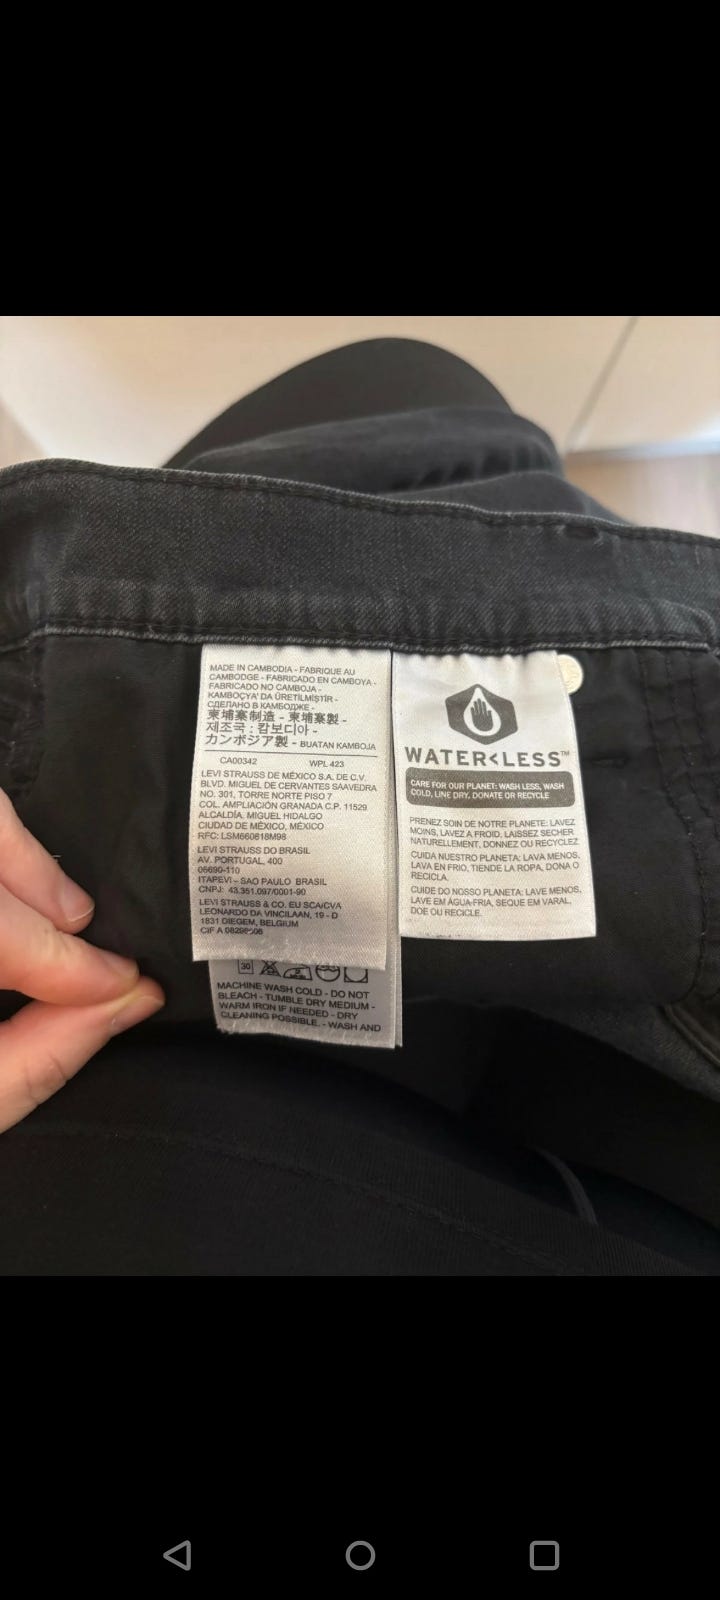 MADE IN CAMBODIA - FABRIQUE AU
CAMBODGE - FABRICADO EN CAMBOYA -
FABRICADO NO CAMBOJA -
KAMBOÇYA' DA ÜRETİLMİŞTİR -
СДЕЛАНО В КАМБОДЖЕ -
柬埔寨制造 - 柬埔寨製 -
제조국 : 캄보디아 -
カンボジア製 - BUATAN KAMBOJA
CA00342 WPL 423
LEVI STRAUSS DE MÉXICO S.A. DE C.V.
BLVD. MIGUEL DE CERVANTES SAAVEDRA
NO. 301, TORRE NORTE PISO 7
COL. AMPLIACIÓN GRANADA C.P. 11529
ALCALDÍA. MIGUEL HIDALGO
CIUDAD DE MÉXICO, MÉXICO
RFC: LSM660618M98
LEVI STRAUSS DO BRASIL
AV. PORTUGAL, 400
06690-110
ITAPEVI – SAO PAULO BRASIL
CNPJ: 43.351.097/0001-90
LEVI STRAUSS & CO. EU SCA/CVA
LEONARDO DA VINCILAAN, 19 - D
1831 DIEGEM, BELGIUM
CIF A
30
MACHINE WASH COLD - DO NOT
BLEACH - TUMBLE DRY MEDIUM -
WARM IRON IF NEEDED - DRY
CLEANING POSSIBLE. - WASH AND
WATER<LESS™
CARE FOR OUR PLANET: WASH LESS, WASH
COLD, LINE DRY, DONATE OR RECYCLE
PRENEZ SOIN DE NOTRE PLANETE: LAVEZ
MOINS, LAVEZ A FROID, LAISSEZ SECHER
NATURELLEMENT, DONNEZ OU RECYCLEZ
CUIDA NUESTRO PLANETA: LAVA MENOS,
LAVA EN FRIO, TIENDE LA ROPA, DONA O
RECICLA.
CUIDE DO NOSSO PLANETA: LAVE MENOS,
LAVE EM ÁGUA FRIA, SEQUE EM VARAL,
DOE OU RECICLE.